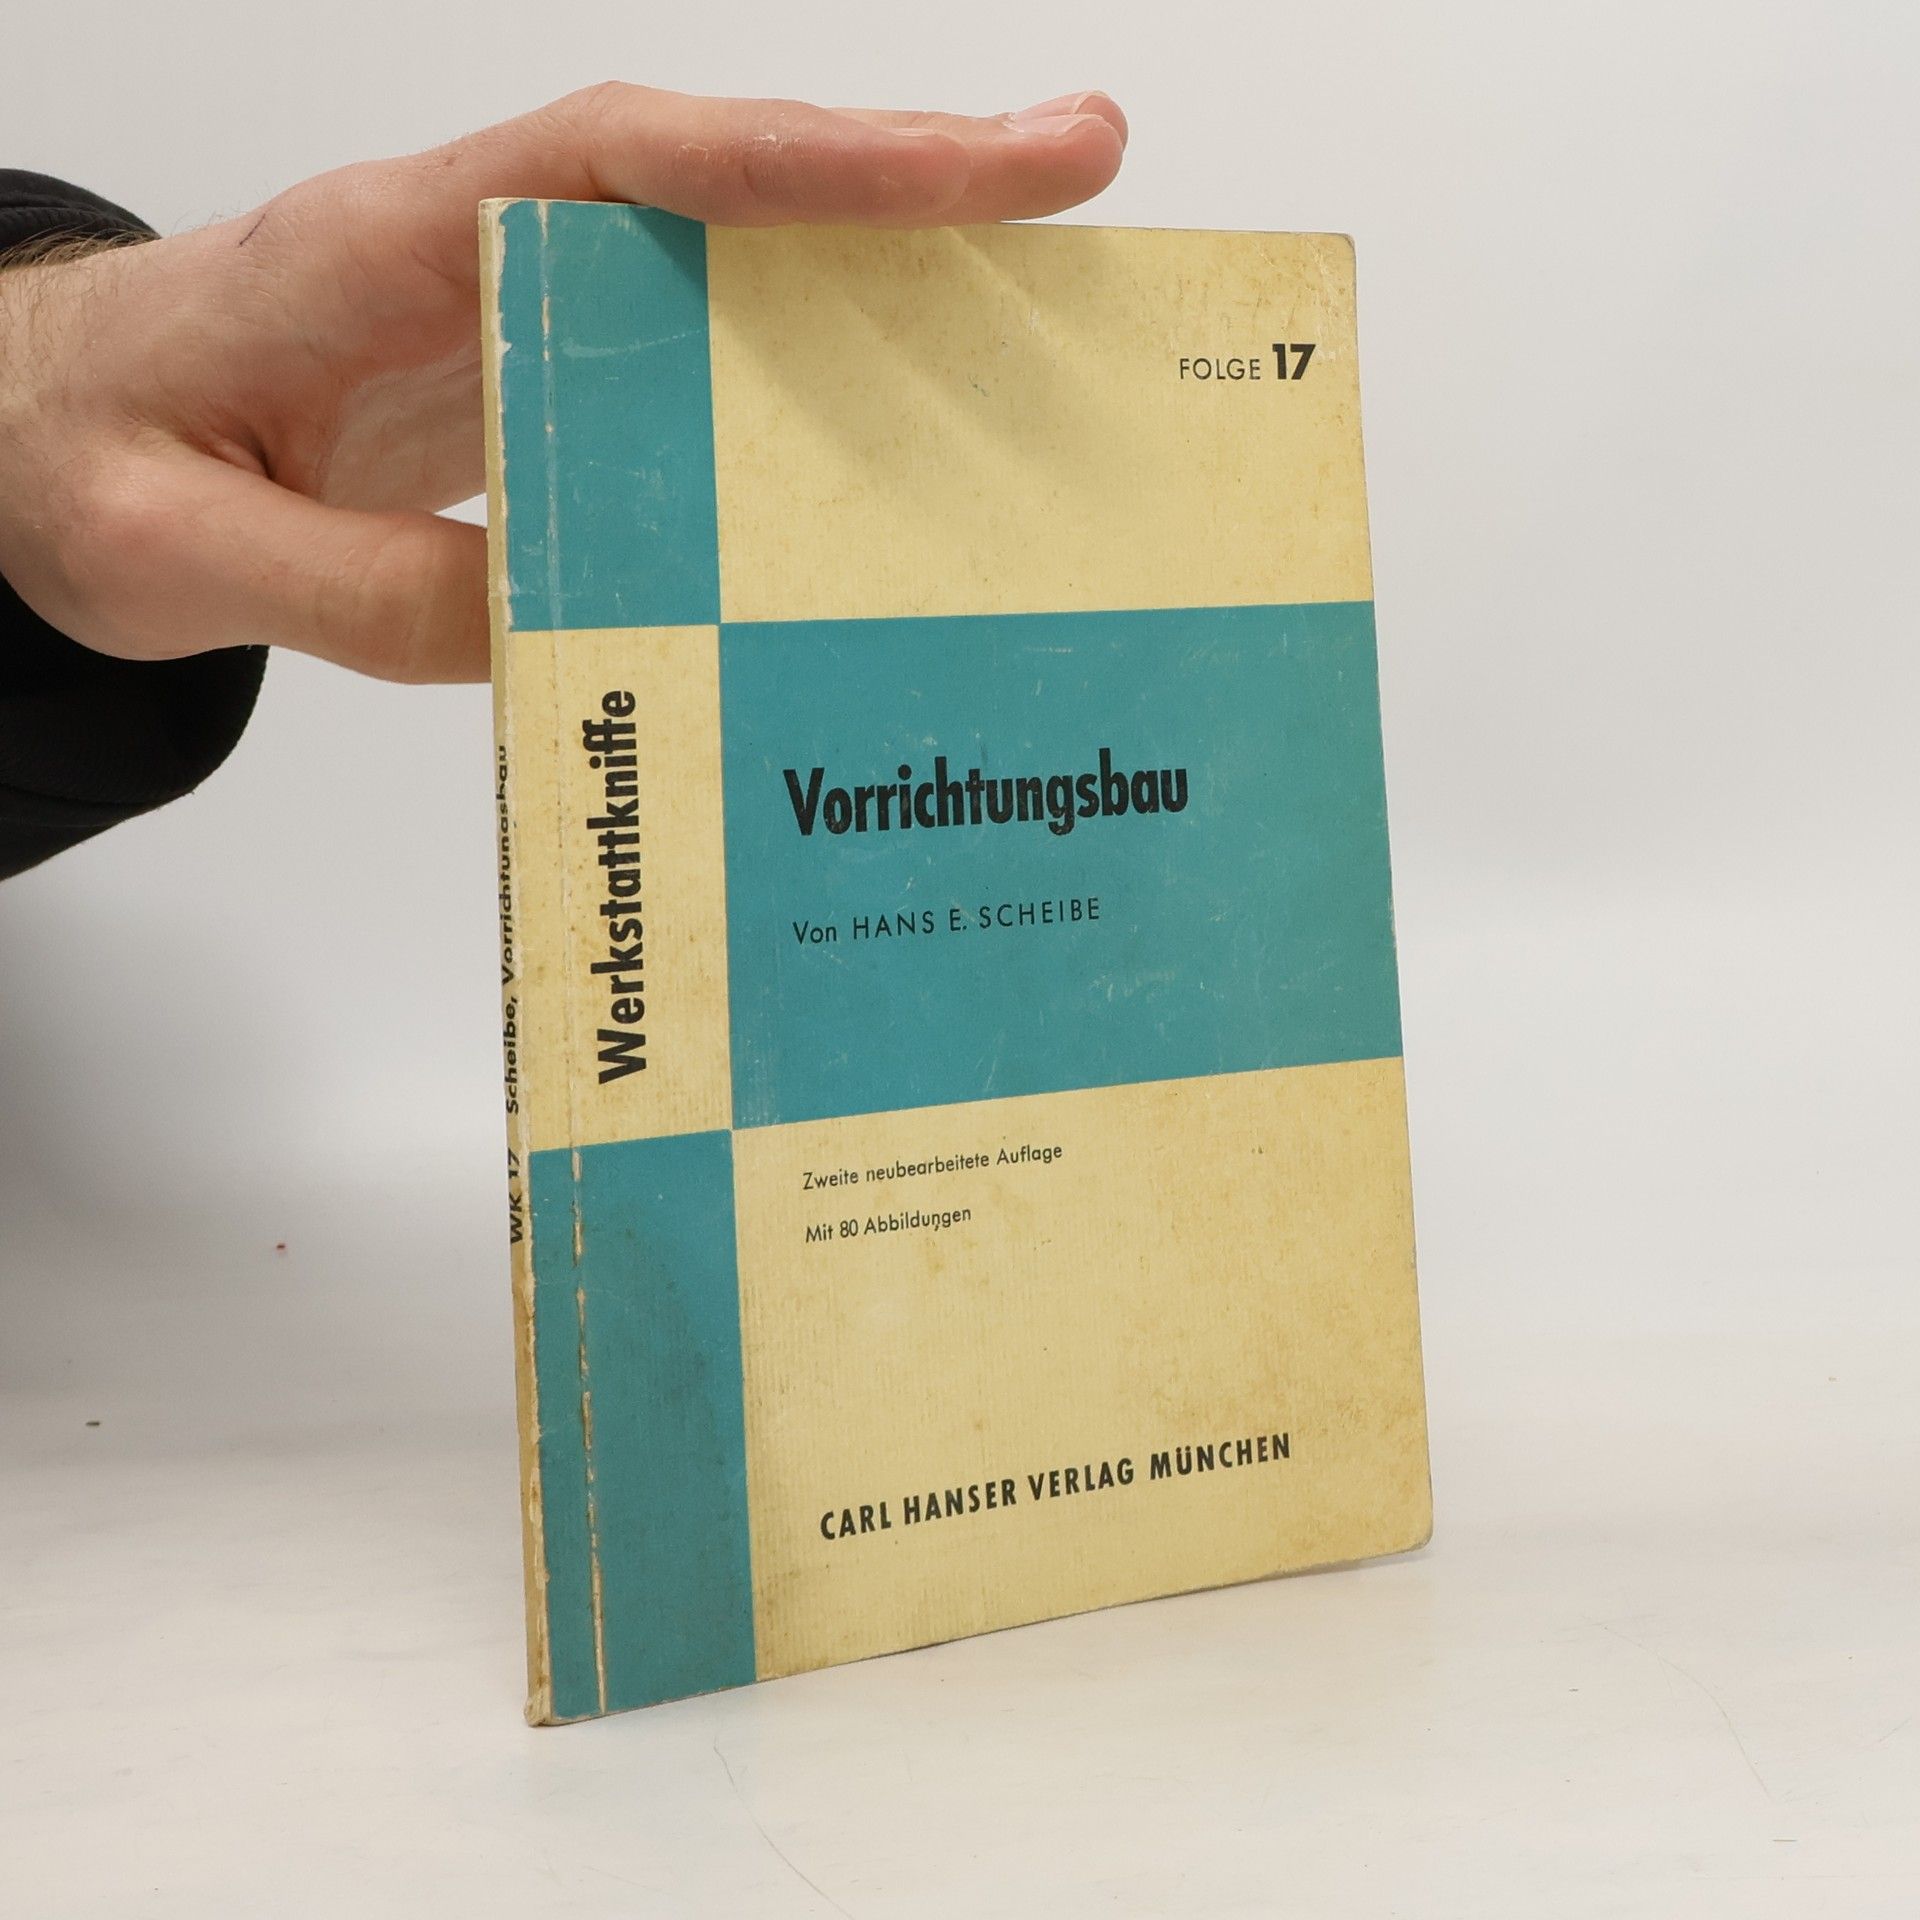 FOLGE 17
Werkstattkniffe
Vorrichtungsbau
Von HANS E. SCHEIBE
Zweite neubearbeitete Auflage
Mit 80 Abbildungen
CARL HANSER VERLAG MÜNCHEN
WK 17 Scheibe, Vorrichtungsbau